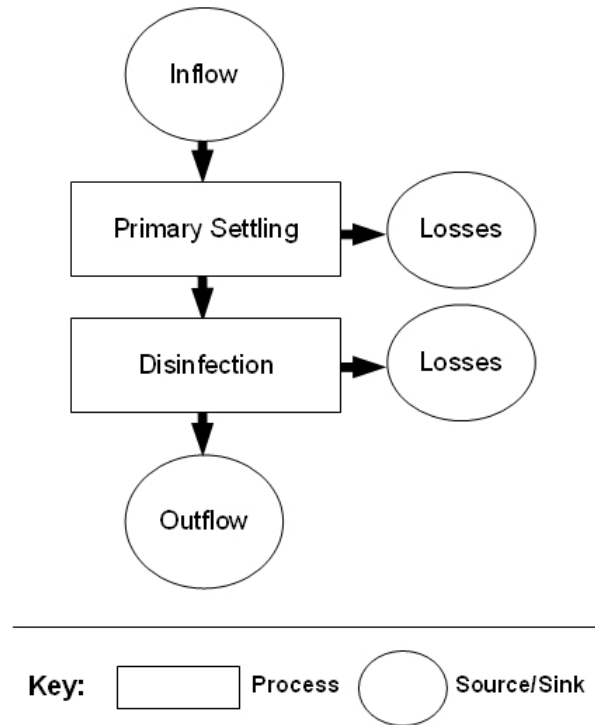 Inflow
Primary Settling
Losses
Disinfection
Losses
Outflow
Key:
Process
Source/Sink